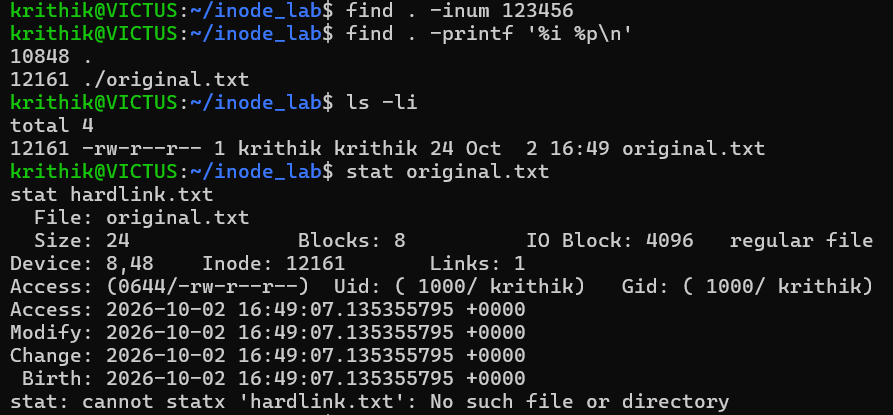 krithik@VICTUS:~/inode_lab$ find . -inum 123456
krithik@VICTUS:~/inode_lab$ find . -printf '%i %p\n'
10848 .
12161 ./original.txt
krithik@VICTUS:~/inode_lab$ ls -li
total 4
12161 -rw-r--r-- 1 krithik krithik 24 Oct  2 16:49 original.txt
krithik@VICTUS:~/inode_lab$ stat original.txt
stat hardlink.txt
  File: original.txt
  Size: 24              Blocks: 8          IO Block: 4096   regular file
Device: 8,48    Inode: 12161       Links: 1
Access: (0644/-rw-r--r--)  Uid: ( 1000/ krithik)   Gid: ( 1000/ krithik)
Access: 2026-10-02 16:49:07.135355795 +0000
Modify: 2026-10-02 16:49:07.135355795 +0000
Change: 2026-10-02 16:49:07.135355795 +0000
 Birth: 2026-10-02 16:49:07.135355795 +0000
stat: cannot statx 'hardlink.txt': No such file or directory